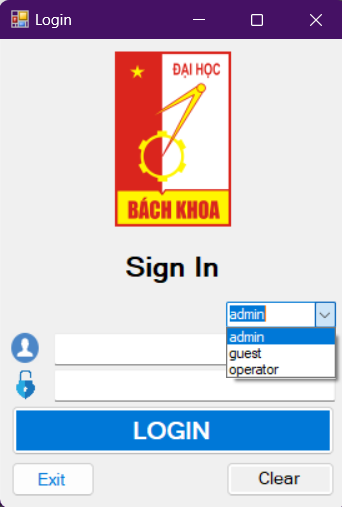 Login
ĐẠI HỌC
BÁCH KHOA
Sign In
admin
admin
guest
operator
LOGIN
Exit
Clear